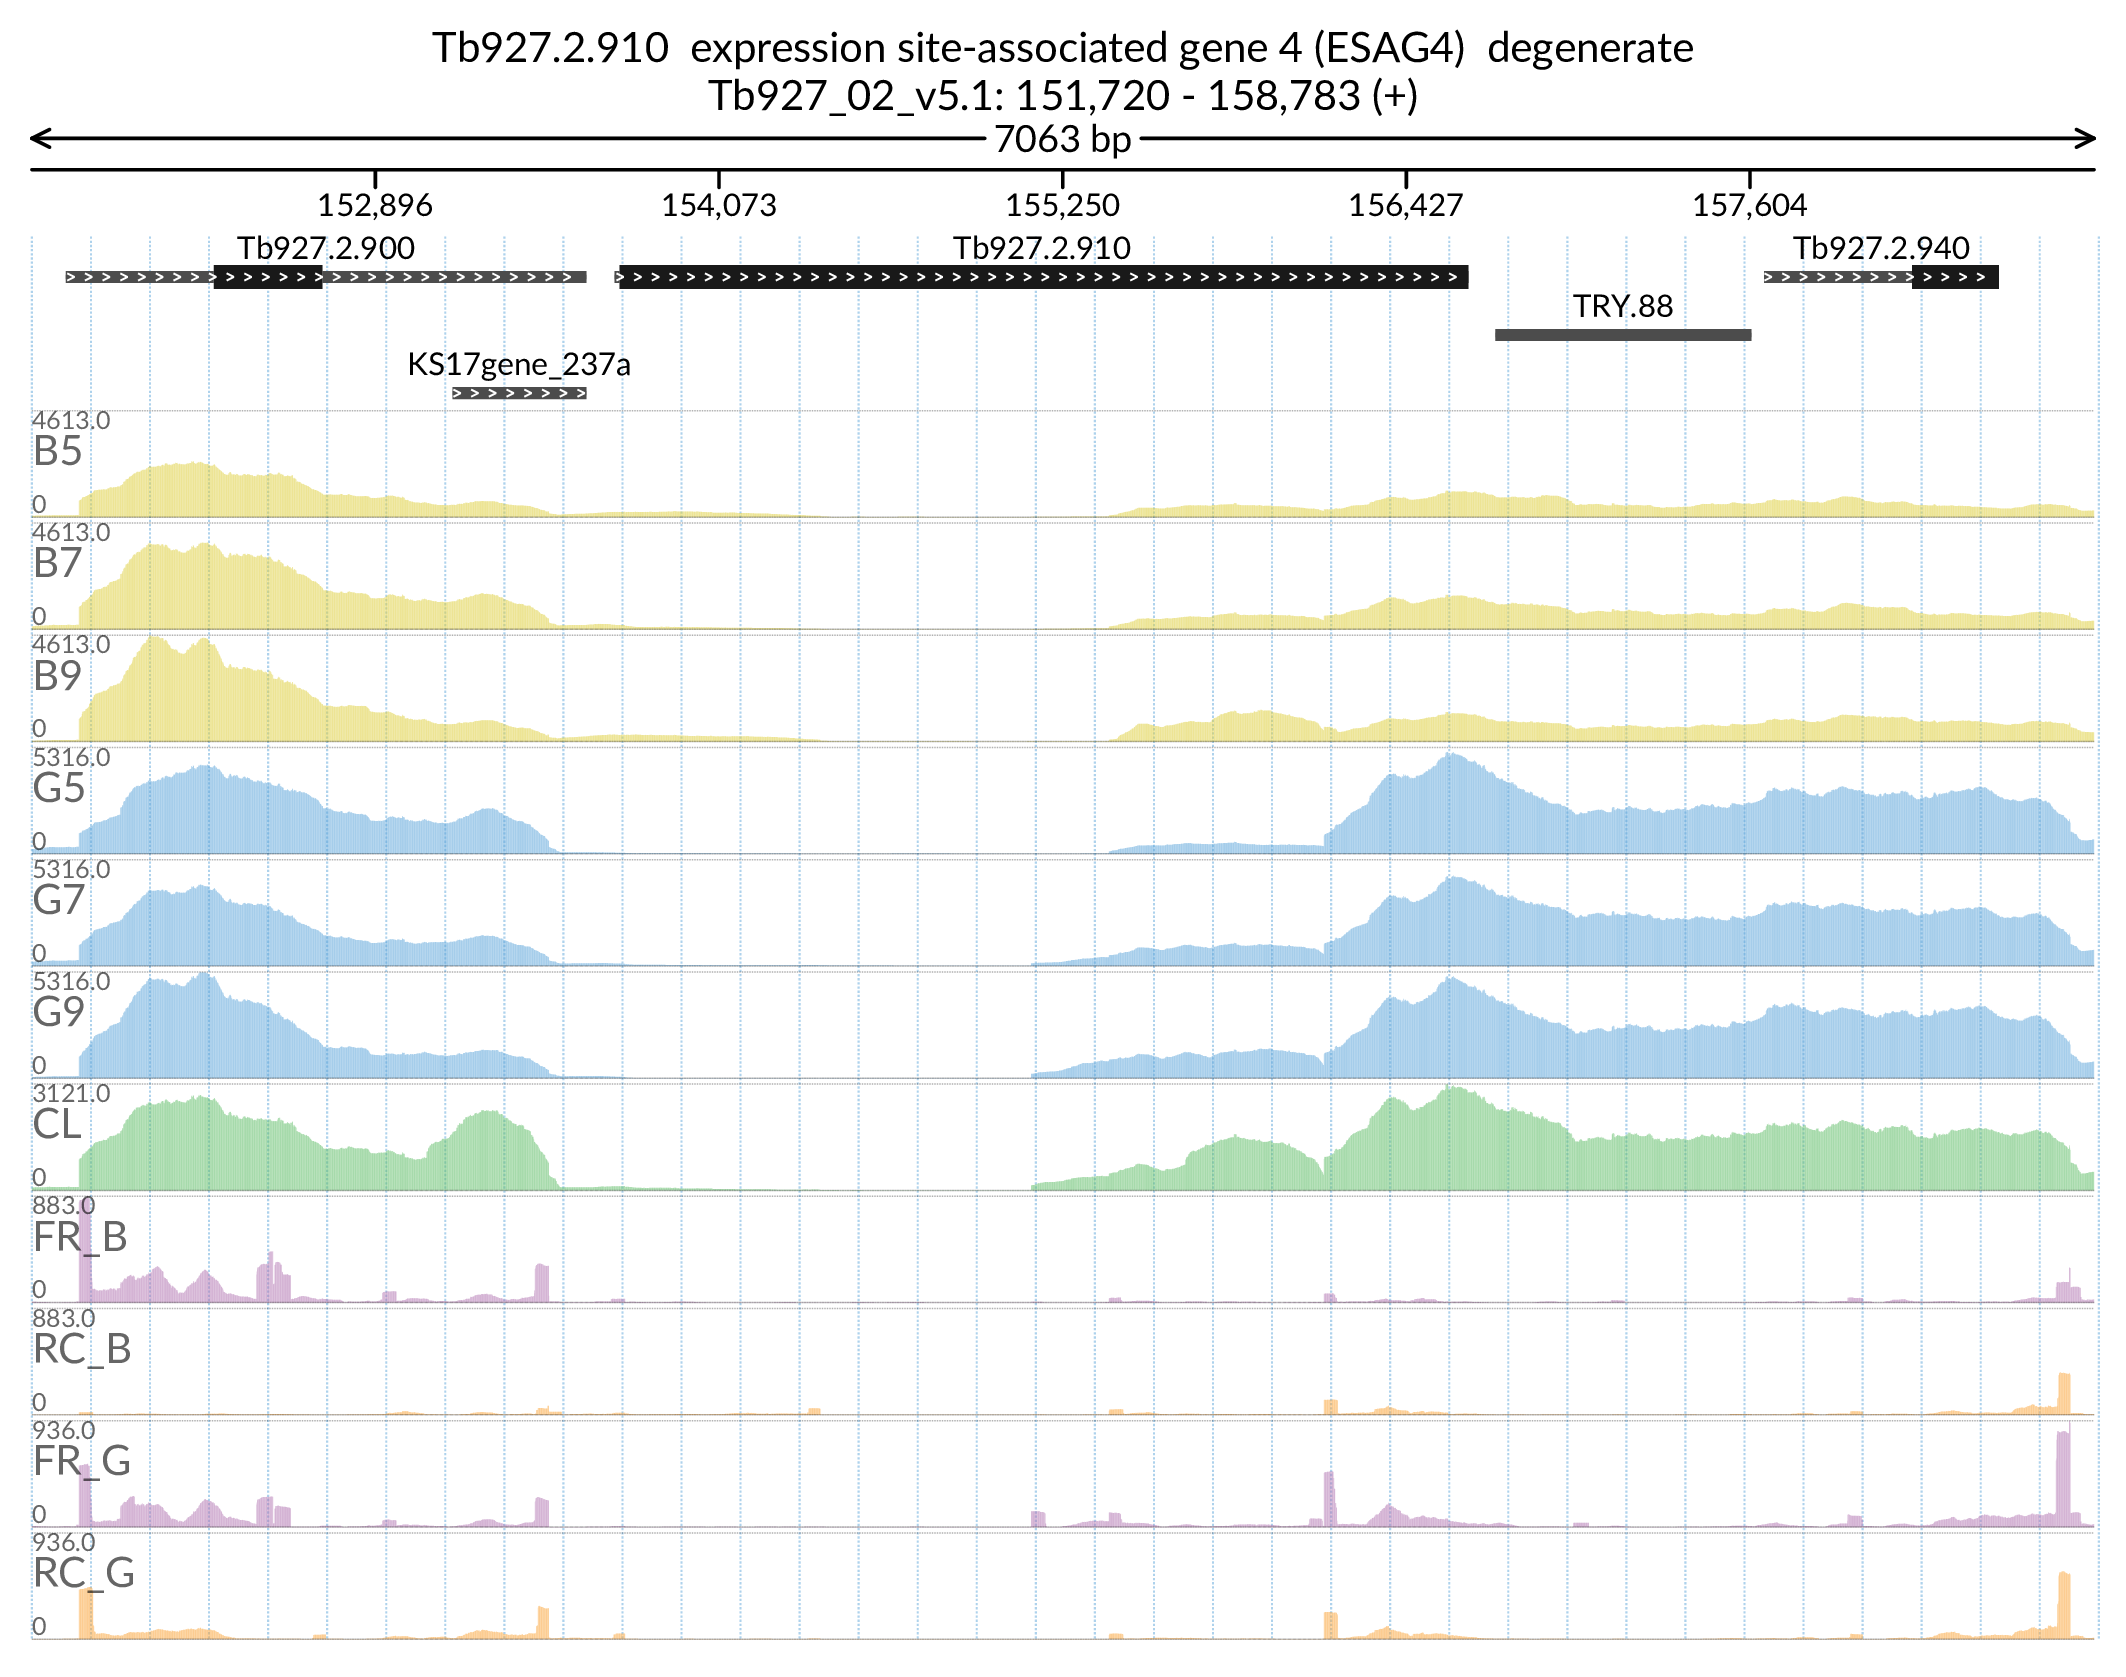 Tb927.2.910  expression site-associated gene 4 (ESAG4)  degenerate
Tb927_02_v5.1: 151,720 - 158,783 (+)
7063 bp
152,896 154,073 155,250 156,427 157,604
Tb927.2.900 Tb927.2.910 Tb927.2.940
TRY.88
KS17gene_237a
4613.0
B5
0
4613.0
B7
0
4613.0
B9
0
5316.0
G5
0
5316.0
G7
0
5316.0
G9
0
3121.0
CL
0
883.0
FR_B
0
883.0
RC_B
0
936.0
FR_G
0
936.0
RC_G
0